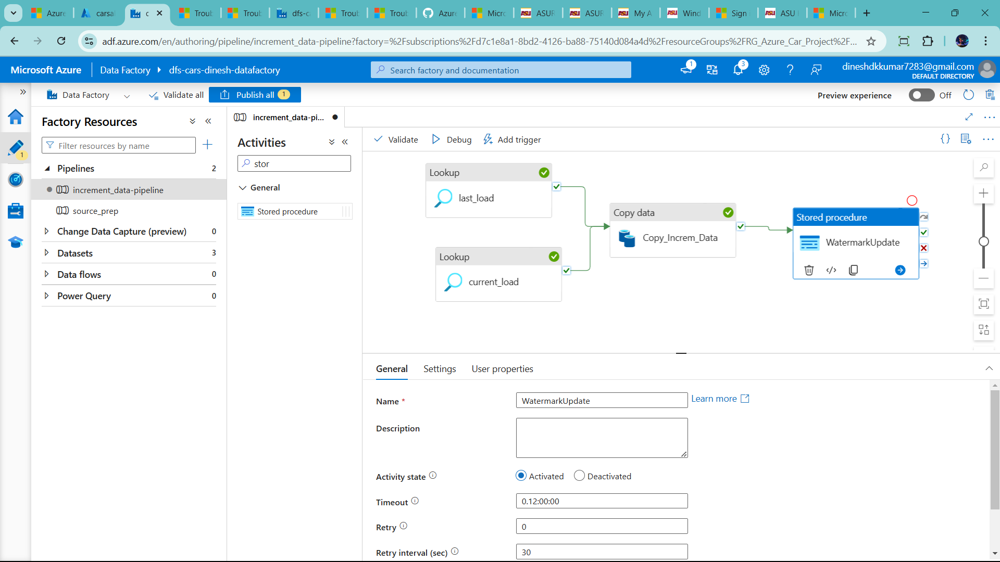 Azure
carsal
c
Troub
Troub
dfs-ca
Troub
Troub
Azure
Micro
ASUR
ASUR
My A
Wind
Sign
ASU
Micro
adf.azure.com/en/authoring/pipeline/increment_data-pipeline?factory=%2Fsubscriptions%2Fd7c1e8a1-8bd2-4126-ba88-75140d084a4d%2FresourceGroups%2FRG_Azure_Car_Project%2F...
Microsoft Azure
Data Factory
dfs-cars-dinesh-datafactory
Search factory and documentation
1
3
dineshdkkumar7283@gmail.com
DEFAULT DIRECTORY
Data Factory
Validate all
Publish all 1
Preview experience
Off
1
Factory Resources
Filter resources by name
Pipelines 2
increment_data-pipeline
source_prep
Change Data Capture (preview) 0
Datasets 3
Data flows 0
Power Query 0
increment_data-pi...
Activities
stor
General
Stored procedure
Validate
Debug
Add trigger
Lookup
last_load
Lookup
current_load
Copy data
Copy_Increm_Data
Stored procedure
WatermarkUpdate
General
Settings
User properties
Name *
WatermarkUpdate
Learn more
Description
Activity state
Activated
Deactivated
Timeout
0.12:00:00
Retry
0
Retry interval (sec)
30